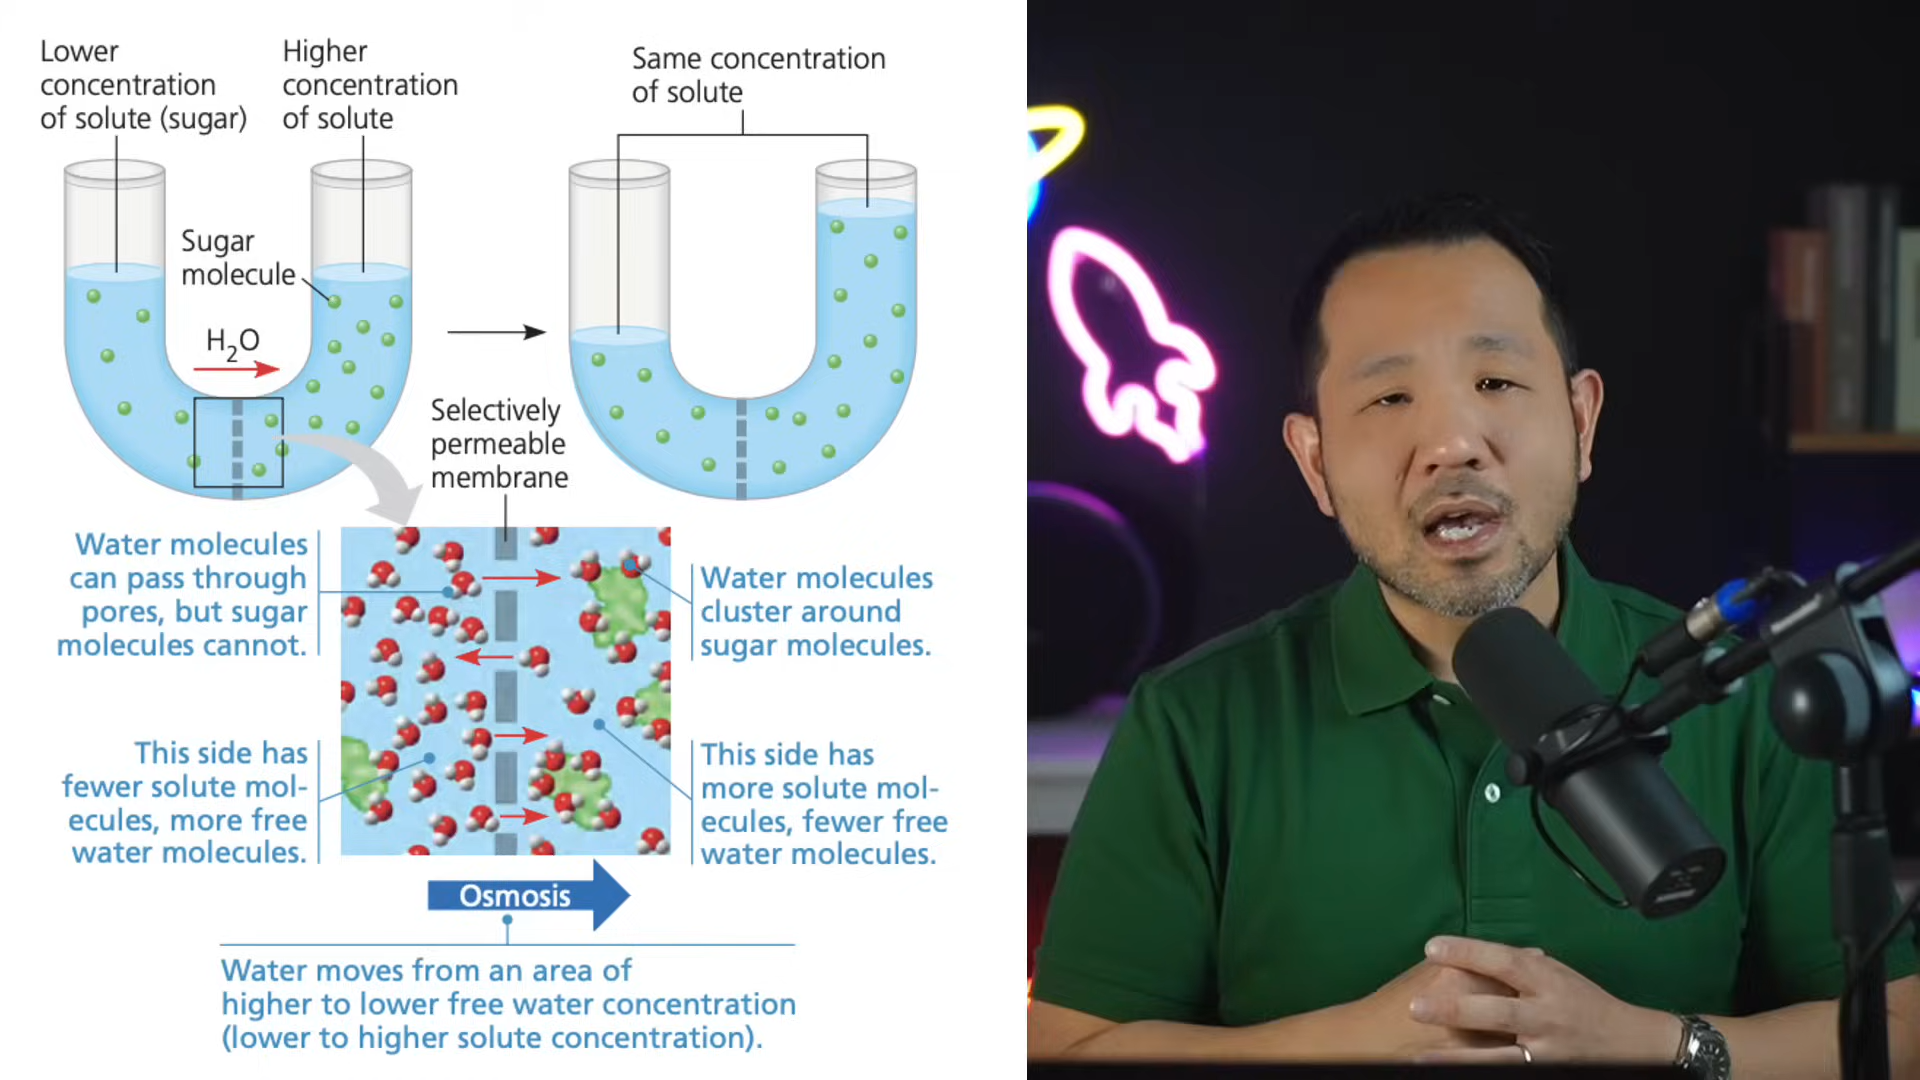 Lower
concentration
of solute (sugar)
Higher
concentration
of solute
Same concentration
of solute
Sugar
molecule
H₂O
Selectively
permeable
membrane
Water molecules
can pass through
pores, but sugar
molecules cannot.
Water molecules
cluster around
sugar molecules.
This side has
fewer solute mol-
ecules, more free
water molecules.
This side has
more solute mol-
ecules, fewer free
water molecules.
Osmosis
Water moves from an area of
higher to lower free water concentration
(lower to higher solute concentration).